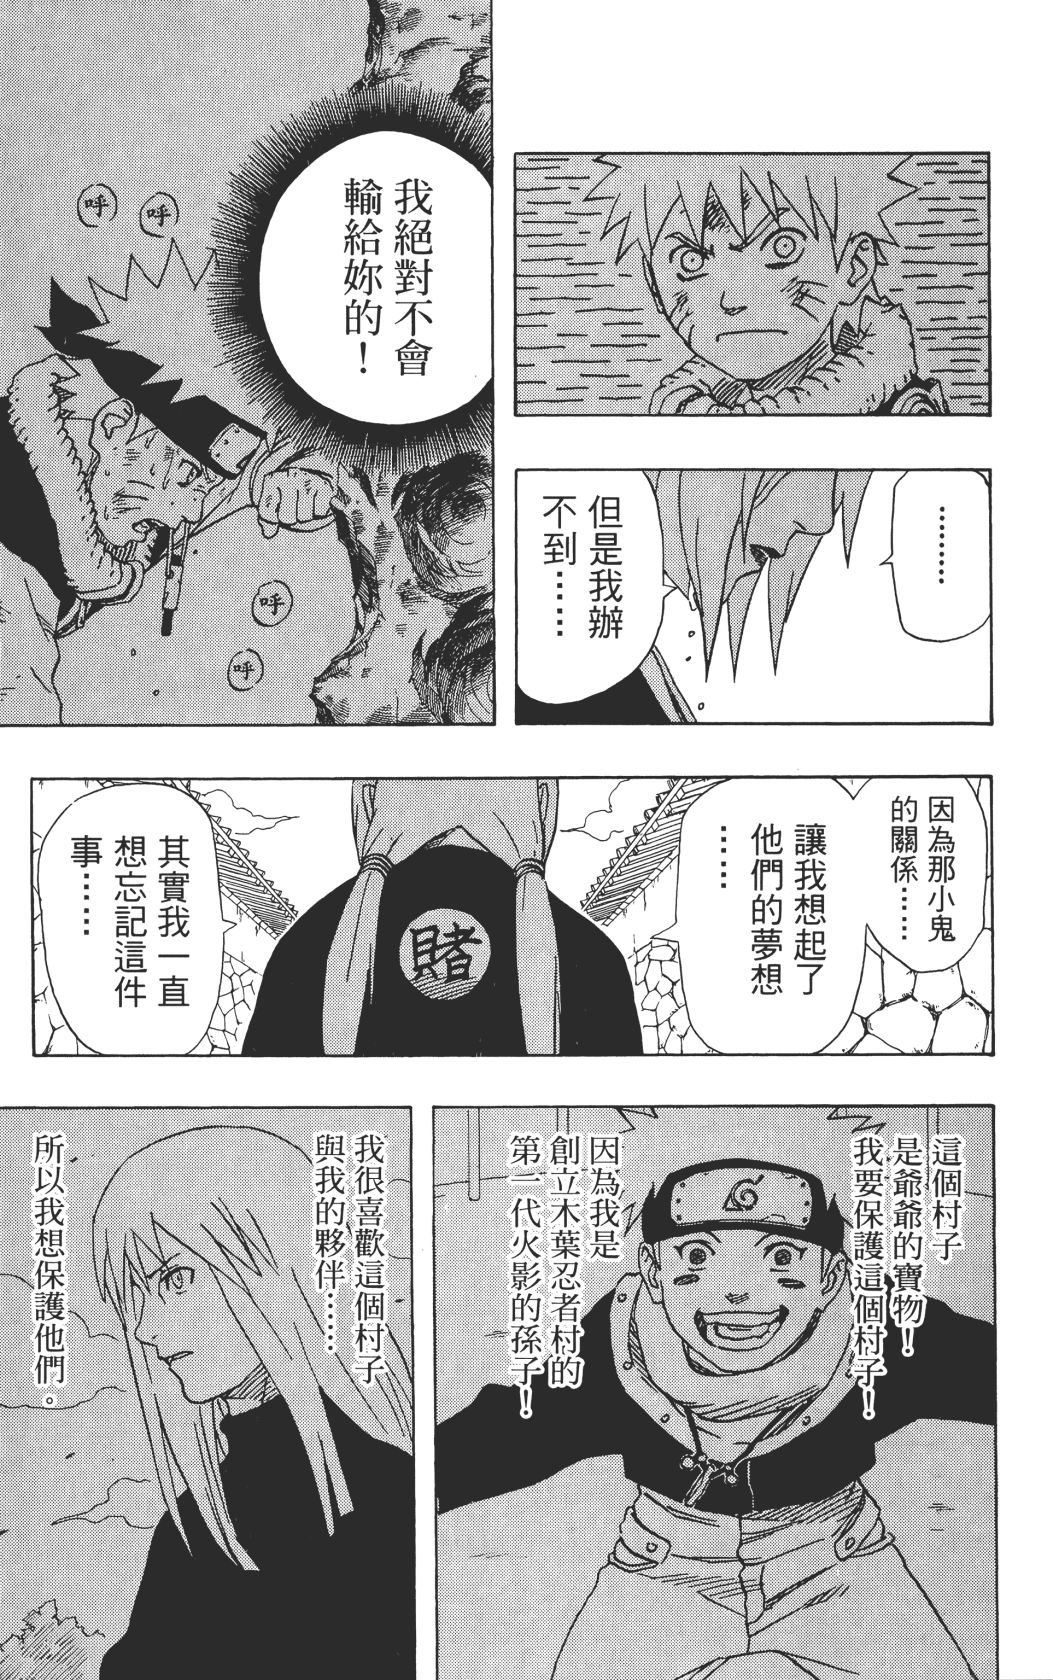 我絕對不會
輸給妳的！
呼
呼
呼
呼
………
但是我辦
不到……
因為那小鬼
的關係……
讓我想起了
他們的夢想
……
賭
其實我一直
想忘記這件
事……
這個村子
是爺爺的寶物！
我要保護這個村子！
因為我是
創立木葉忍者村的
第一代火影的孫子！
我很喜歡這個村子
與我的夥伴……
所以我想保護他們。